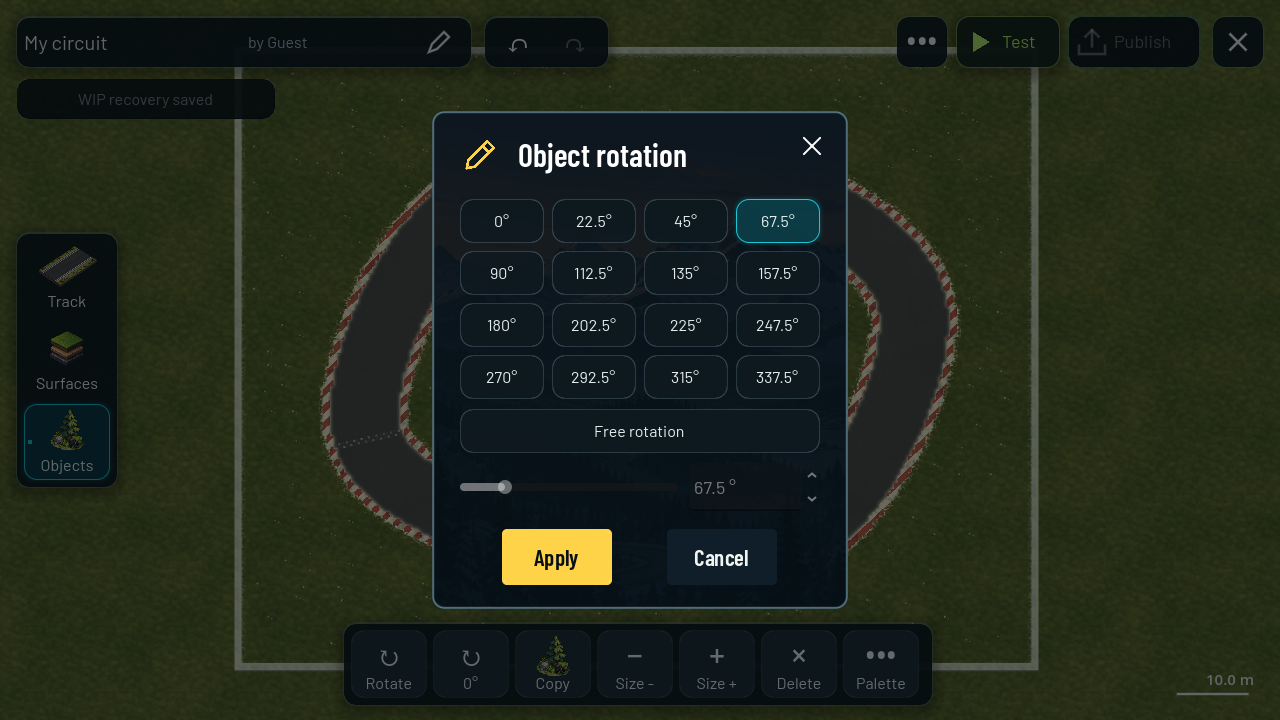 My circuit by Guest
Test
Publish
WIP recovery saved
Object rotation
0° 22.5° 45° 67.5°
90° 112.5° 135° 157.5°
180° 202.5° 225° 247.5°
270° 292.5° 315° 337.5°
Free rotation
67.5 °
Apply Cancel
Track
Surfaces
Objects
Rotate 0° Copy Size - Size + Delete Palette
10.0 m